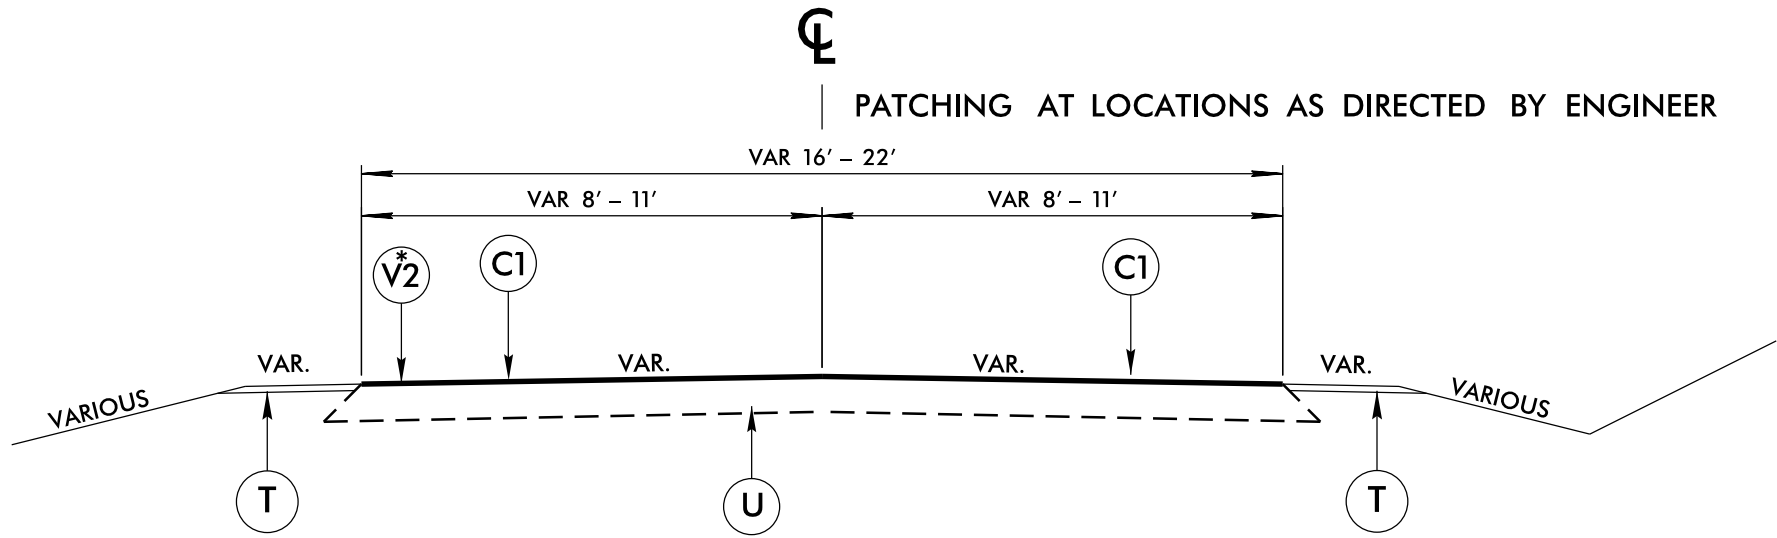 ℄
PATCHING AT LOCATIONS AS DIRECTED BY ENGINEER
VAR 16' – 22'
VAR 8' – 11'
VAR 8' – 11'
V2*
C1
C1
VAR.
VAR.
VAR.
VAR.
VARIOUS
VARIOUS
T
U
T